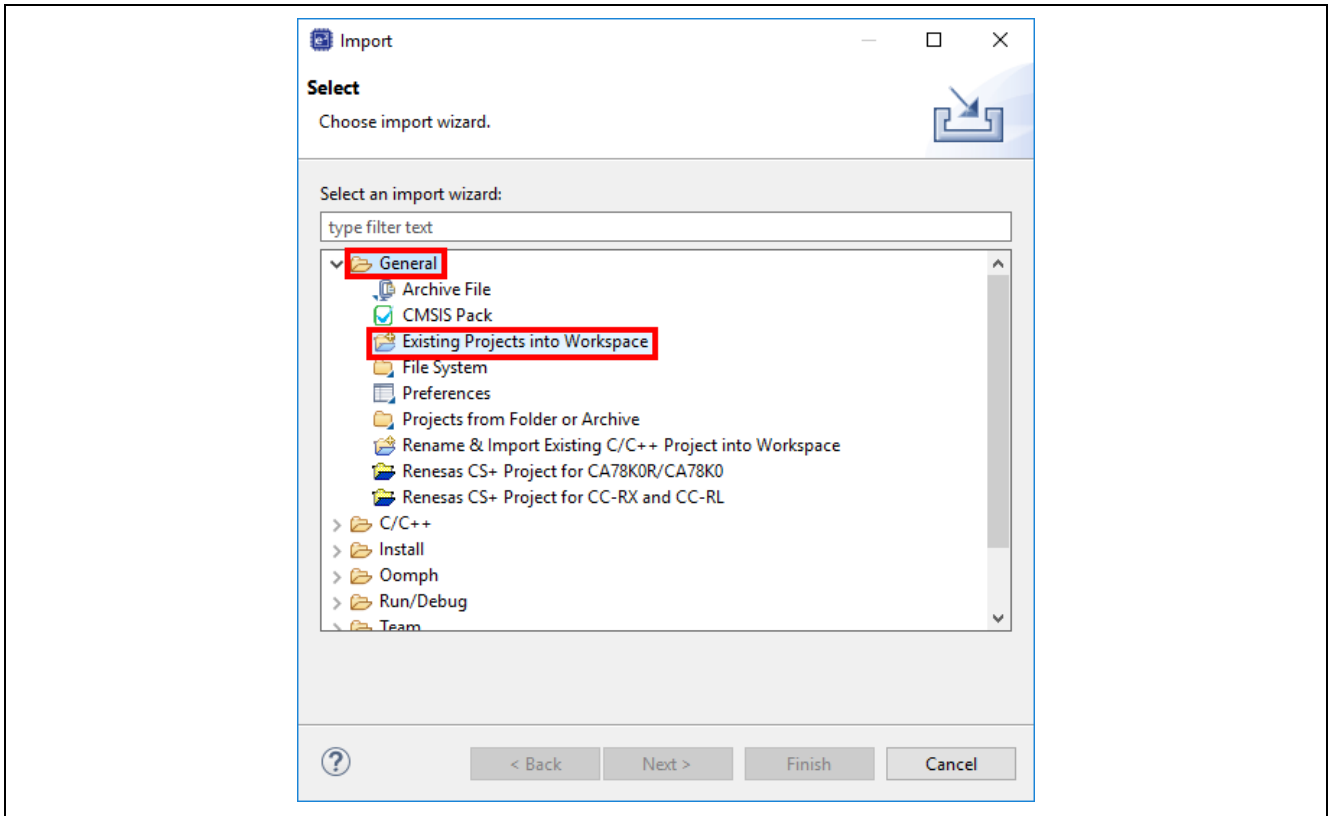 Import
Select
Choose import wizard.
Select an import wizard:
type filter text
General
Archive File
CMSIS Pack
Existing Projects into Workspace
File System
Preferences
Projects from Folder or Archive
Rename & Import Existing C/C++ Project into Workspace
Renesas CS+ Project for CA78K0R/CA78K0
Renesas CS+ Project for CC-RX and CC-RL
C/C++
Install
Oomph
Run/Debug
Team
< Back Next > Finish Cancel